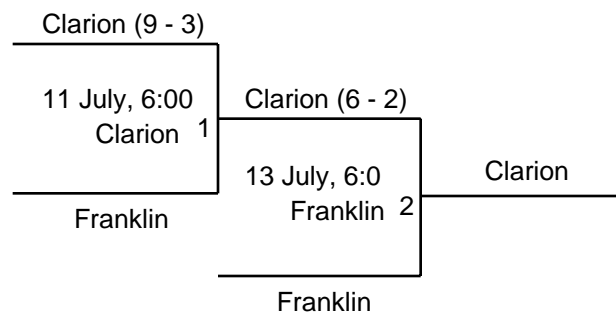 Clarion (9 - 3)
11 July, 6:00
Clarion 1
Franklin
Clarion (6 - 2)
13 July, 6:0
Franklin 2
Franklin
Clarion